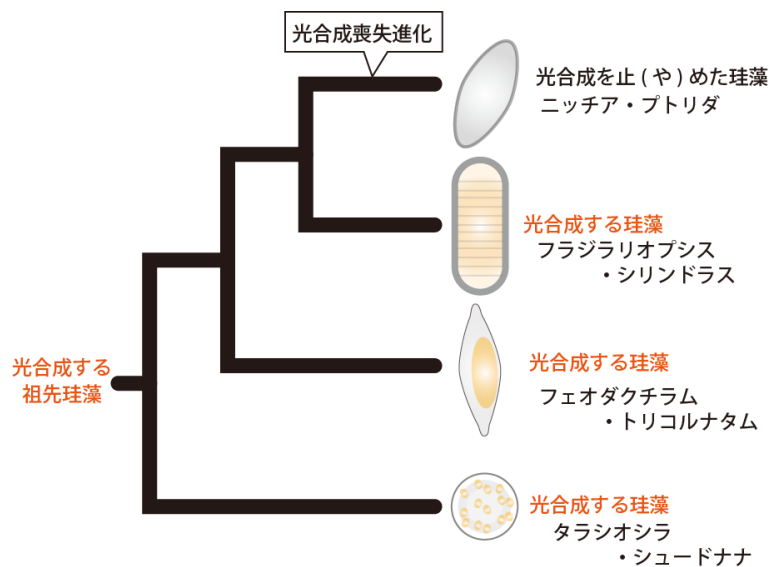 光合成喪失進化
光合成を止(や)めた珪藻
ニッチア・プトリダ
光合成する珪藻
フラジラリオプシス
・シリンドラス
光合成する
祖先珪藻
光合成する珪藻
フェオダクチラム
・トリコルナタム
光合成する珪藻
タラシオシラ
・シュードナナ